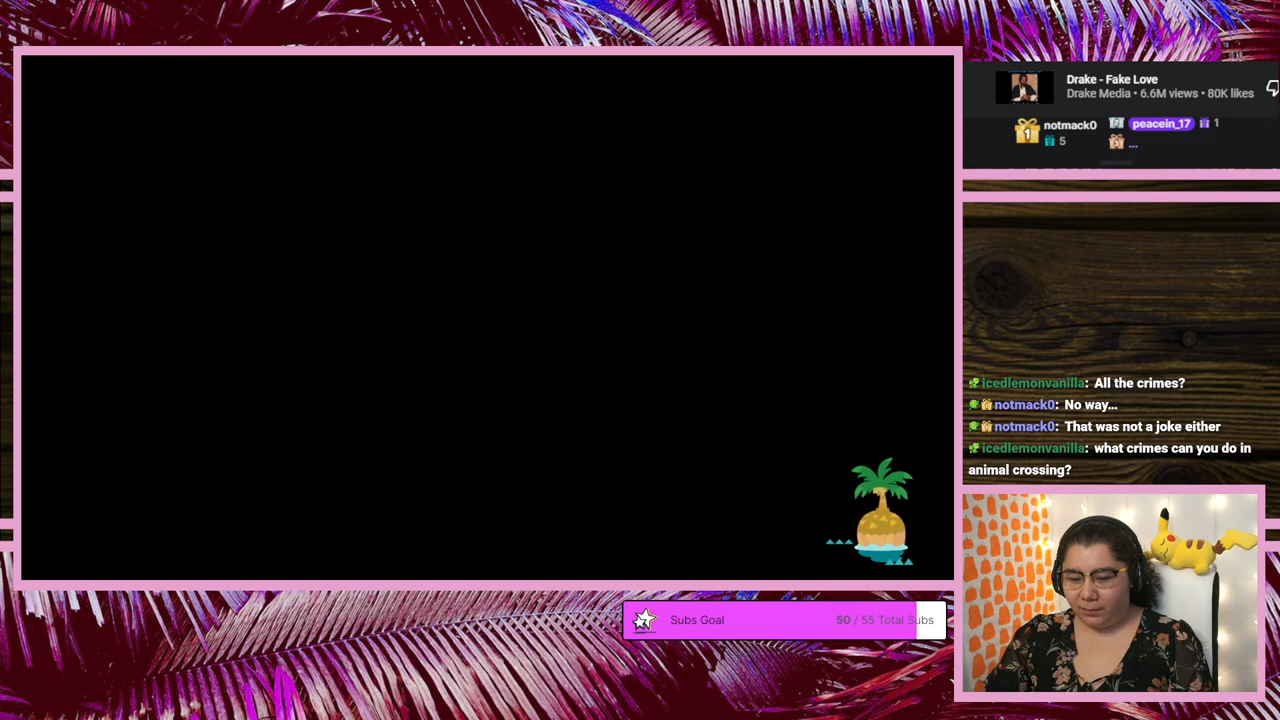 Drake - Fake Love
Drake Media • 6.6M views • 80K likes
1 notmack0
5
peacein_17 1
...
icedlemonvanilla: All the crimes?
notmack0: No way...
notmack0: That was not a joke either
icedlemonvanilla: what crimes can you do in
animal crossing?
Subs Goal 50 / 55 Total Subs